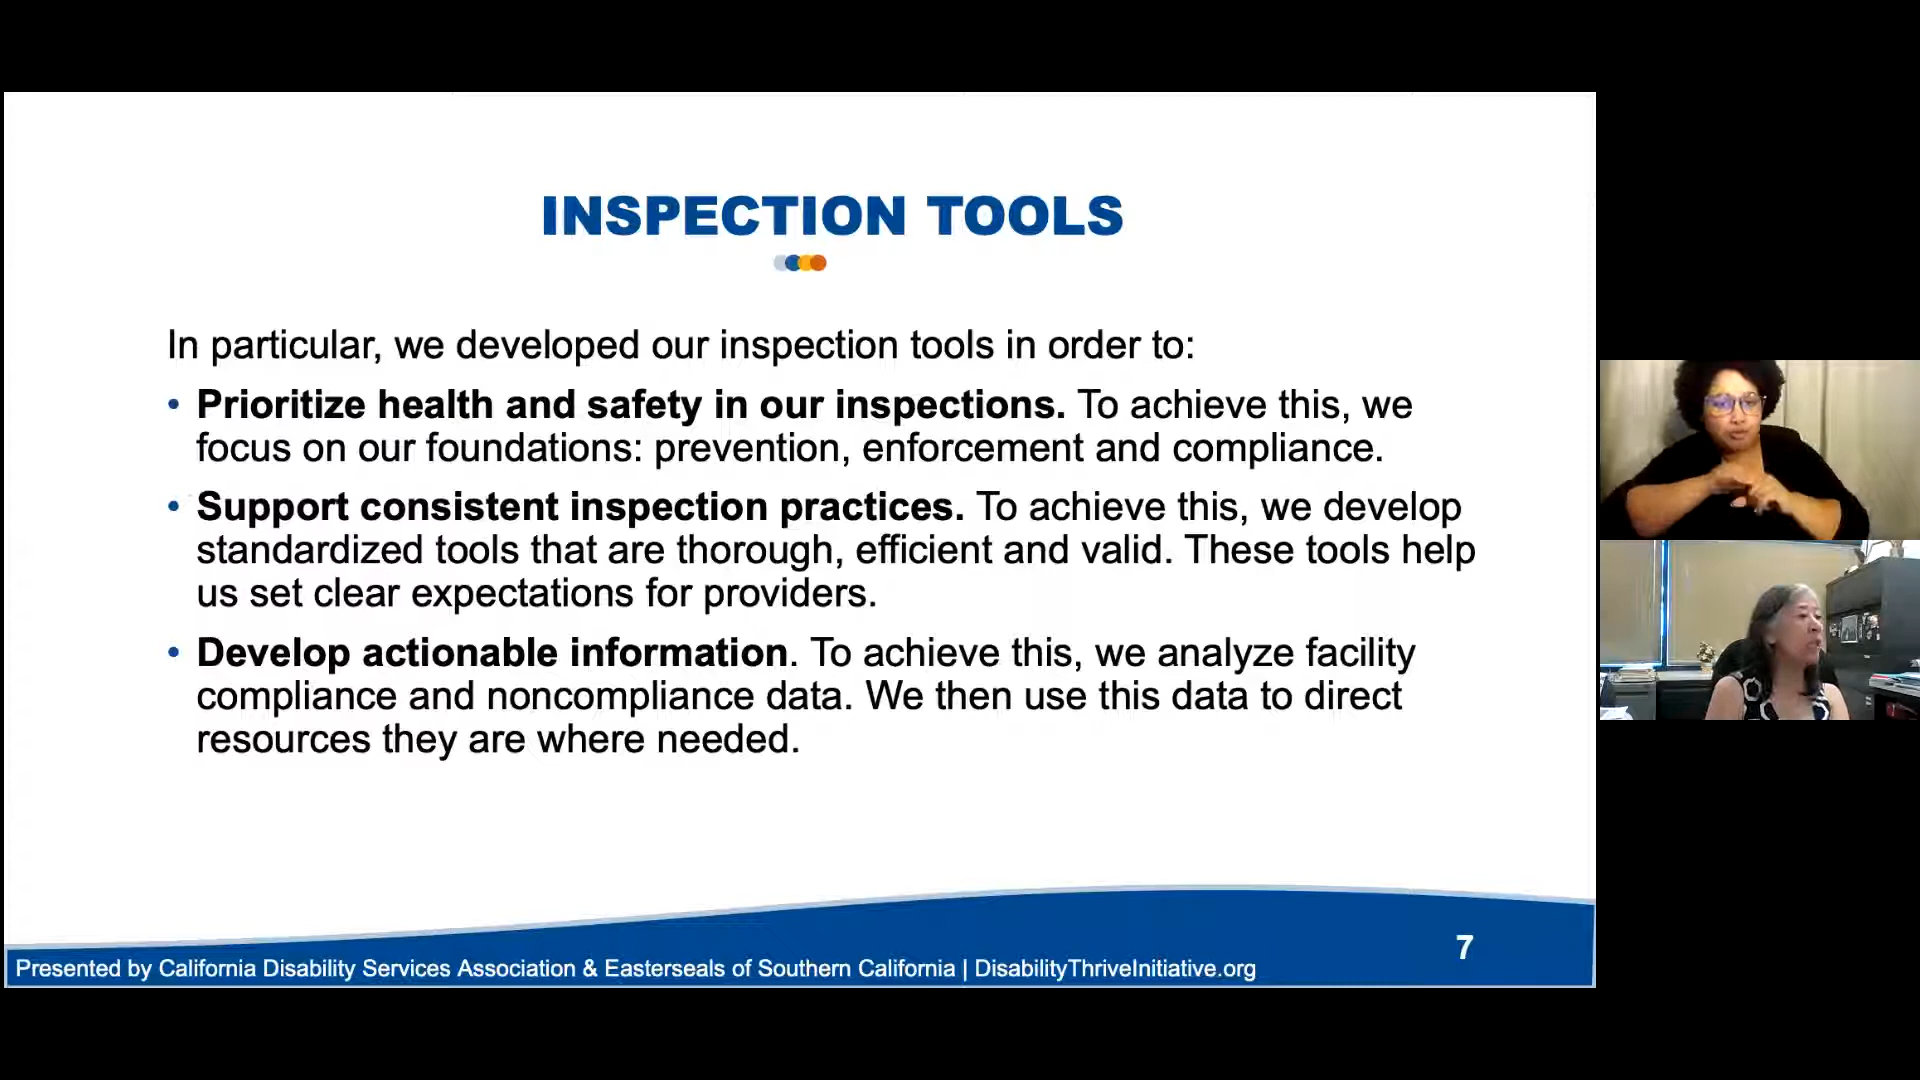 INSPECTION TOOLS
In particular, we developed our inspection tools in order to:
• Prioritize health and safety in our inspections. To achieve this, we
focus on our foundations: prevention, enforcement and compliance.
• Support consistent inspection practices. To achieve this, we develop
standardized tools that are thorough, efficient and valid. These tools help
us set clear expectations for providers.
• Develop actionable information. To achieve this, we analyze facility
compliance and noncompliance data. We then use this data to direct
resources they are where needed.
7
Presented by California Disability Services Association & Easterseals of Southern California | DisabilityThriveInitiative.org